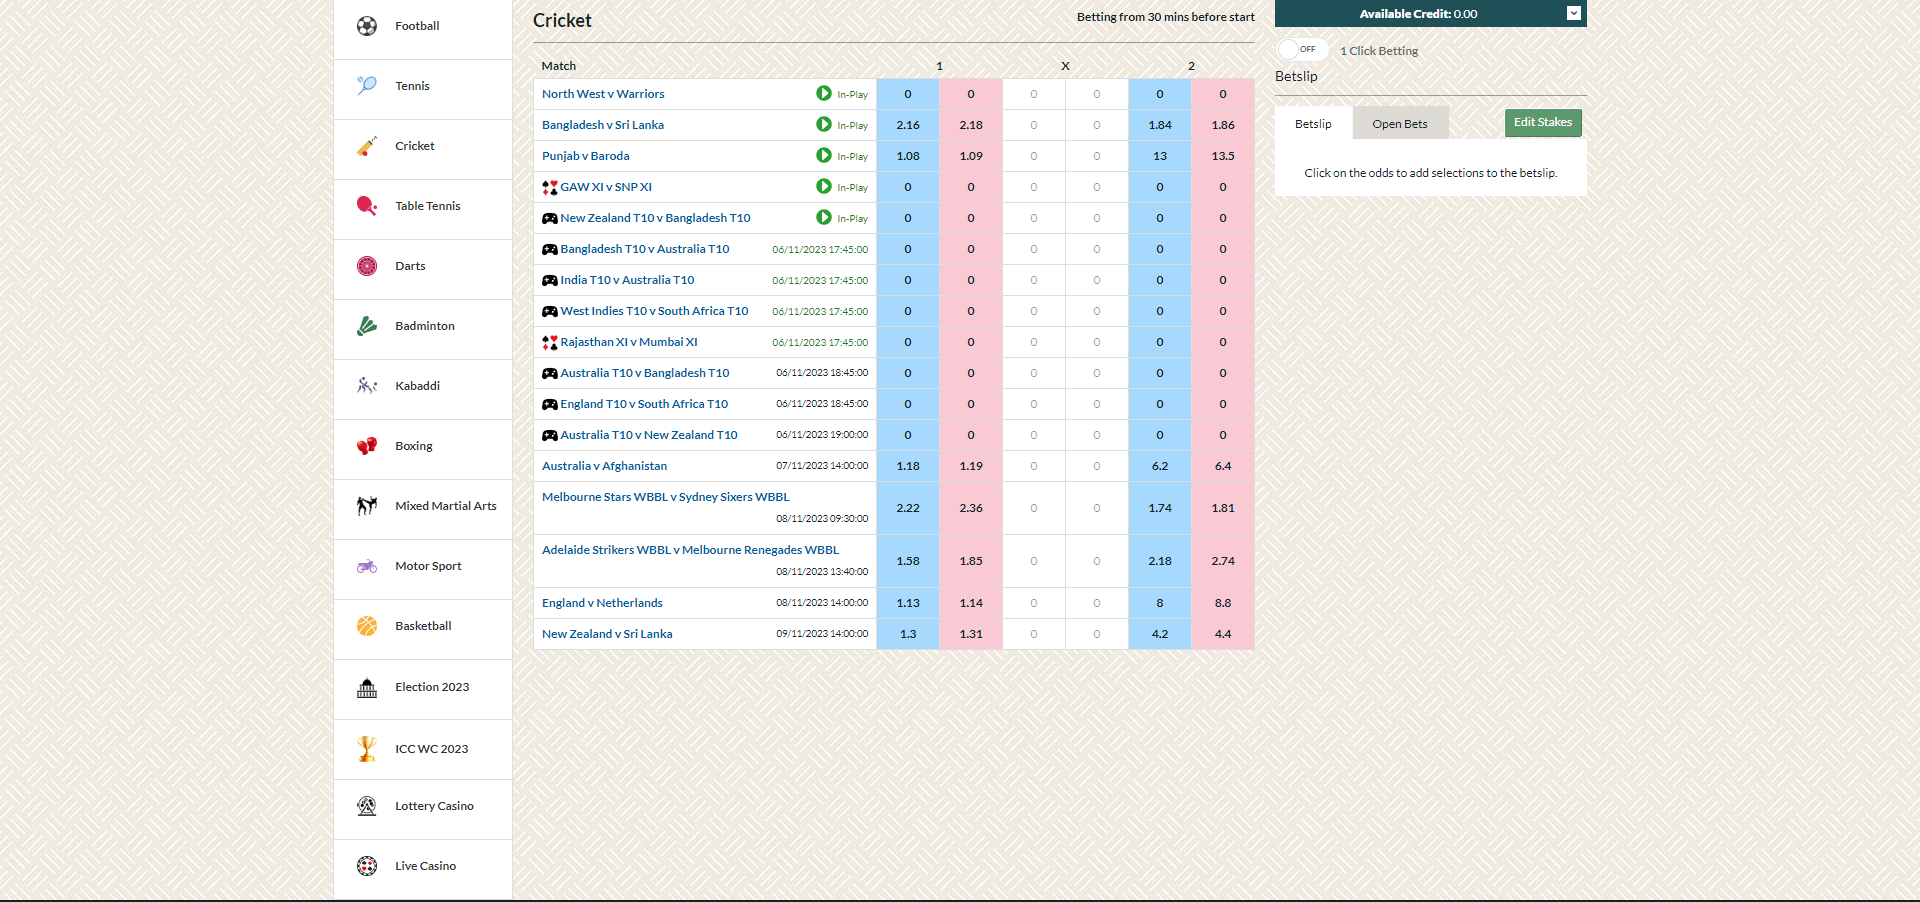 Football
Tennis
Cricket
Table Tennis
Darts
Badminton
Kabaddi
Boxing
Mixed Martial Arts
Motor Sport
Basketball
Election 2023
ICC WC 2023
Lottery Casino
Live Casino
Cricket Betting from 30 mins before start
Match 1 X 2
North West v Warriors In-Play 0 0 0 0 0 0
Bangladesh v Sri Lanka In-Play 2.16 2.18 0 0 1.84 1.86
Punjab v Baroda In-Play 1.08 1.09 0 0 13 13.5
GAW XI v SNP XI In-Play 0 0 0 0 0 0
New Zealand T10 v Bangladesh T10 In-Play 0 0 0 0 0 0
Bangladesh T10 v Australia T10 06/11/2023 17:45:00 0 0 0 0 0 0
India T10 v Australia T10 06/11/2023 17:45:00 0 0 0 0 0 0
West Indies T10 v South Africa T10 06/11/2023 17:45:00 0 0 0 0 0 0
Rajasthan XI v Mumbai XI 06/11/2023 17:45:00 0 0 0 0 0 0
Australia T10 v Bangladesh T10 06/11/2023 18:45:00 0 0 0 0 0 0
England T10 v South Africa T10 06/11/2023 18:45:00 0 0 0 0 0 0
Australia T10 v New Zealand T10 06/11/2023 19:00:00 0 0 0 0 0 0
Australia v Afghanistan 07/11/2023 14:00:00 1.18 1.19 0 0 6.2 6.4
Melbourne Stars WBBL v Sydney Sixers WBBL
08/11/2023 09:30:00 2.22 2.36 0 0 1.74 1.81
Adelaide Strikers WBBL v Melbourne Renegades WBBL
08/11/2023 13:40:00 1.58 1.85 0 0 2.18 2.74
England v Netherlands 08/11/2023 14:00:00 1.13 1.14 0 0 8 8.8
New Zealand v Sri Lanka 09/11/2023 14:00:00 1.3 1.31 0 0 4.2 4.4
Available Credit: 0.00
OFF 1 Click Betting
Betslip
Betslip Open Bets Edit Stakes
Click on the odds to add selections to the betslip.